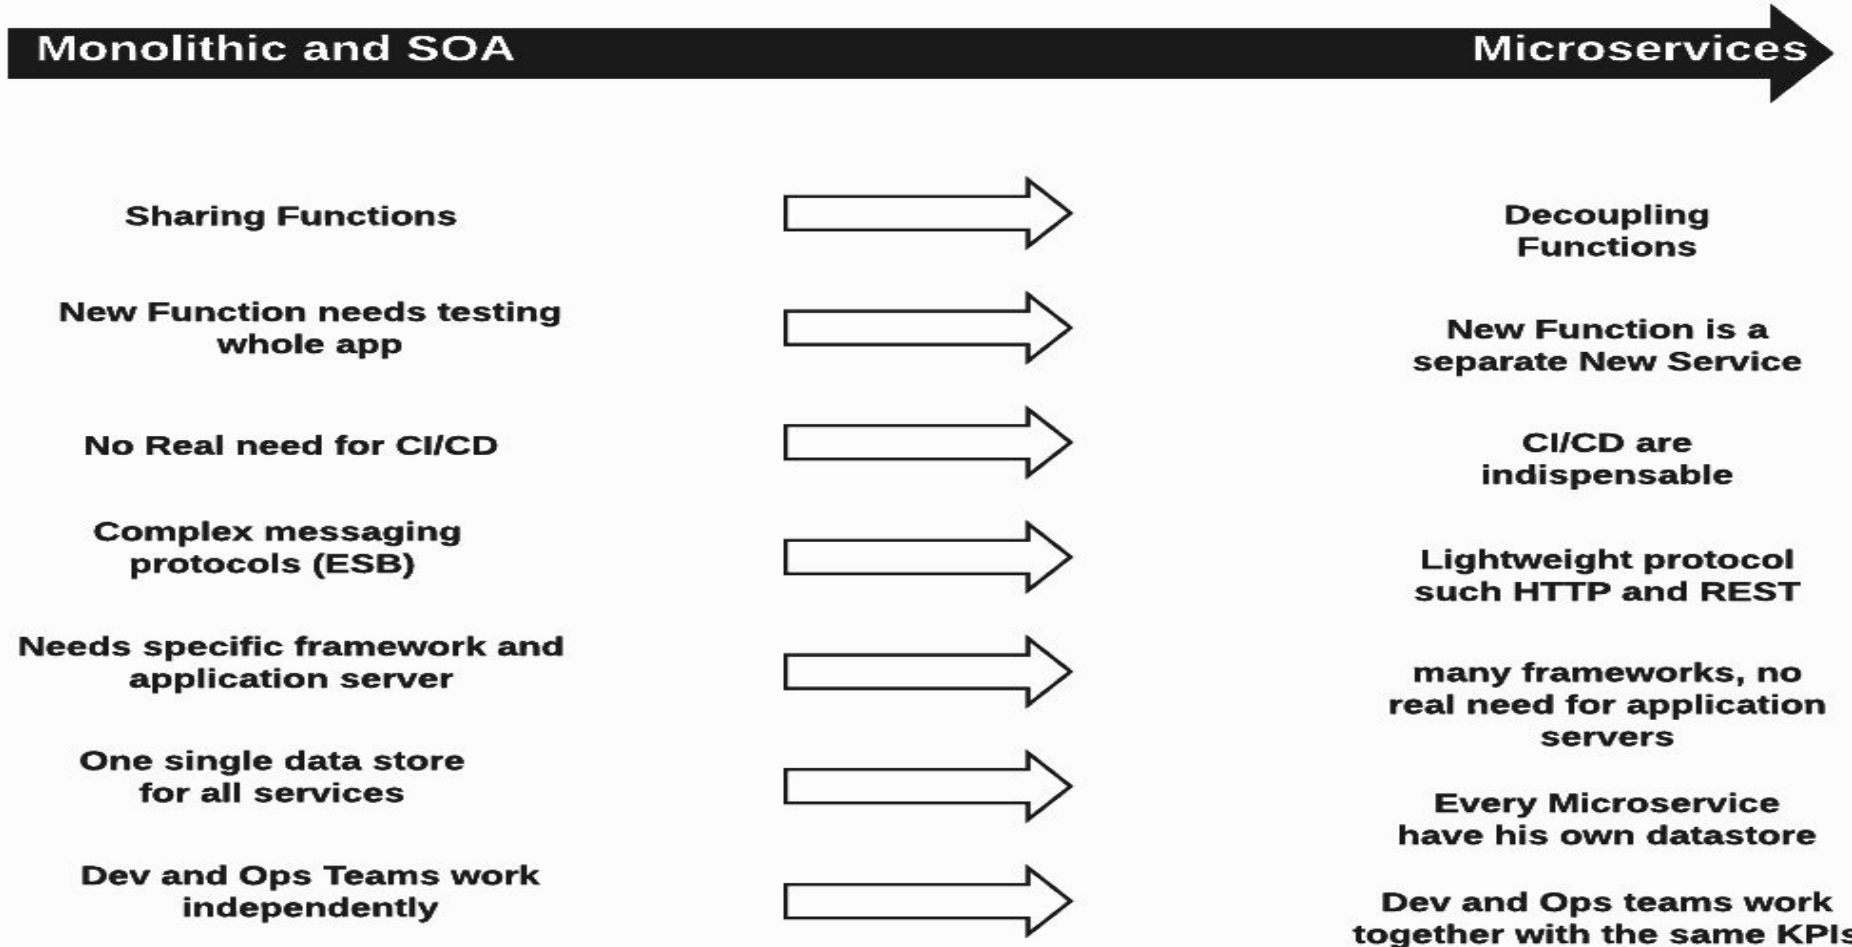 Monolithic and SOA
Microservices
Sharing Functions
Decoupling
Functions
New Function needs testing
whole app
New Function is a
separate New Service
No Real need for CI/CD
CI/CD are
indispensable
Complex messaging
protocols (ESB)
Lightweight protocol
such HTTP and REST
Needs specific framework and
application server
many frameworks, no
real need for application
servers
One single data store
for all services
Every Microservice
have his own datastore
Dev and Ops Teams work
independently
Dev and Ops teams work
together with the same KPIs